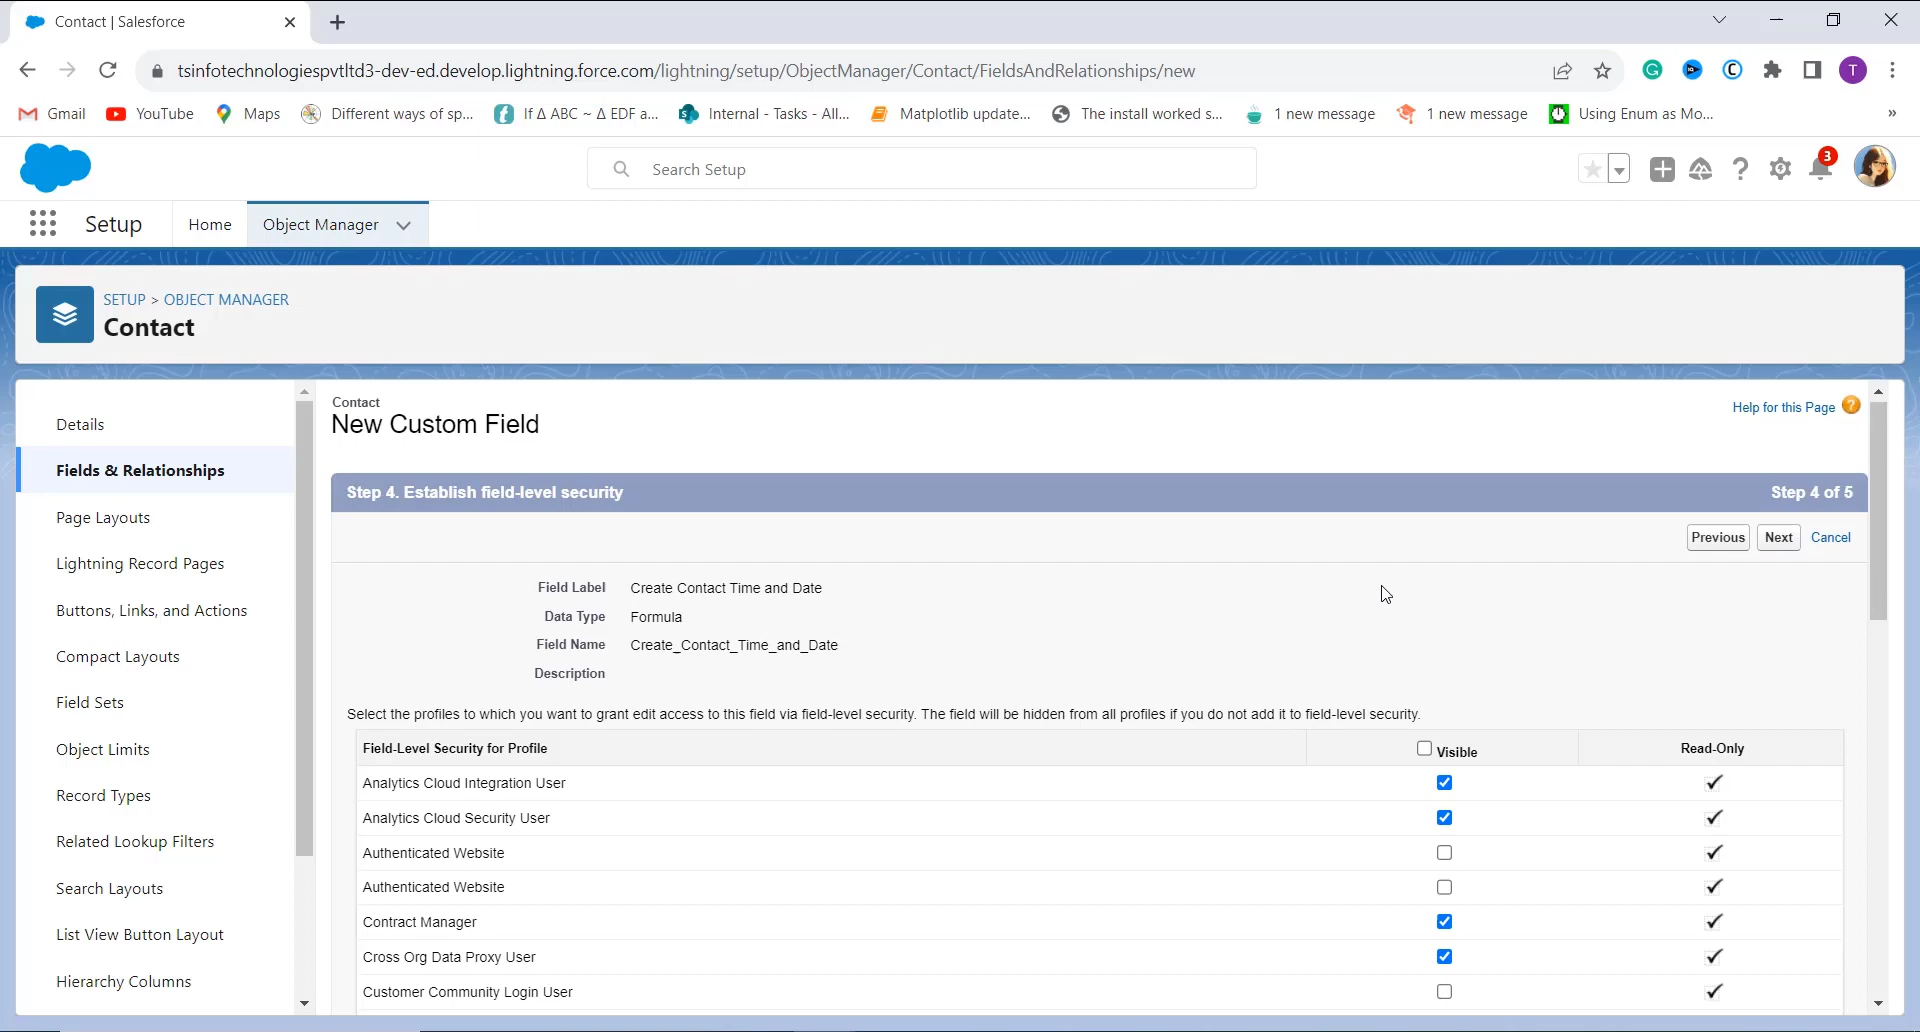 Contact | Salesforce
tsinfotechnologiespvtltd3-dev-ed.develop.lightning.force.com/lightning/setup/ObjectManager/Contact/FieldsAndRelationships/new
T
Gmail YouTube Maps Different ways of sp... If Δ ABC ~ Δ EDF a... Internal - Tasks - All... Matplotlib update... The install worked s... 1 new message 1 new message Using Enum as Mo... »
Search Setup
3
Setup Home Object Manager
SETUP > OBJECT MANAGER
Contact
Details
Fields & Relationships
Page Layouts
Lightning Record Pages
Buttons, Links, and Actions
Compact Layouts
Field Sets
Object Limits
Record Types
Related Lookup Filters
Search Layouts
List View Button Layout
Hierarchy Columns
Contact
New Custom Field
Help for this Page ?
Step 4. Establish field-level security Step 4 of 5
Previous Next Cancel
Field Label Create Contact Time and Date
Data Type Formula
Field Name Create_Contact_Time_and_Date
Description
Select the profiles to which you want to grant edit access to this field via field-level security. The field will be hidden from all profiles if you do not add it to field-level security.
Field-Level Security for Profile Visible Read-Only
Analytics Cloud Integration User
Analytics Cloud Security User
Authenticated Website
Authenticated Website
Contract Manager
Cross Org Data Proxy User
Customer Community Login User